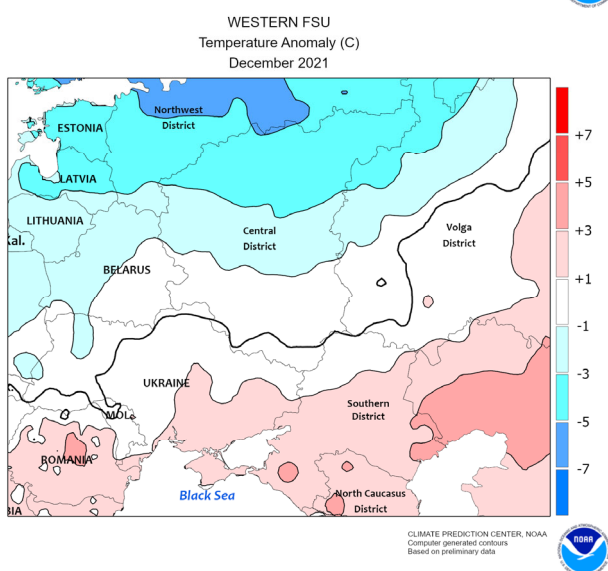 WESTERN FSU
Temperature Anomaly (C)
December 2021
Northwest
District
ESTONIA
LATVIA
LITHUANIA
Kal.
Central
District
Volga
District
BELARUS
UKRAINE
MOL.
Southern
District
ROMANIA
Black Sea
North Caucasus
District
BIA
+7
+5
+3
+1
-1
-3
-5
-7
CLIMATE PREDICTION CENTER, NOAA
Computer generated contours
Based on preliminary data
NOAA